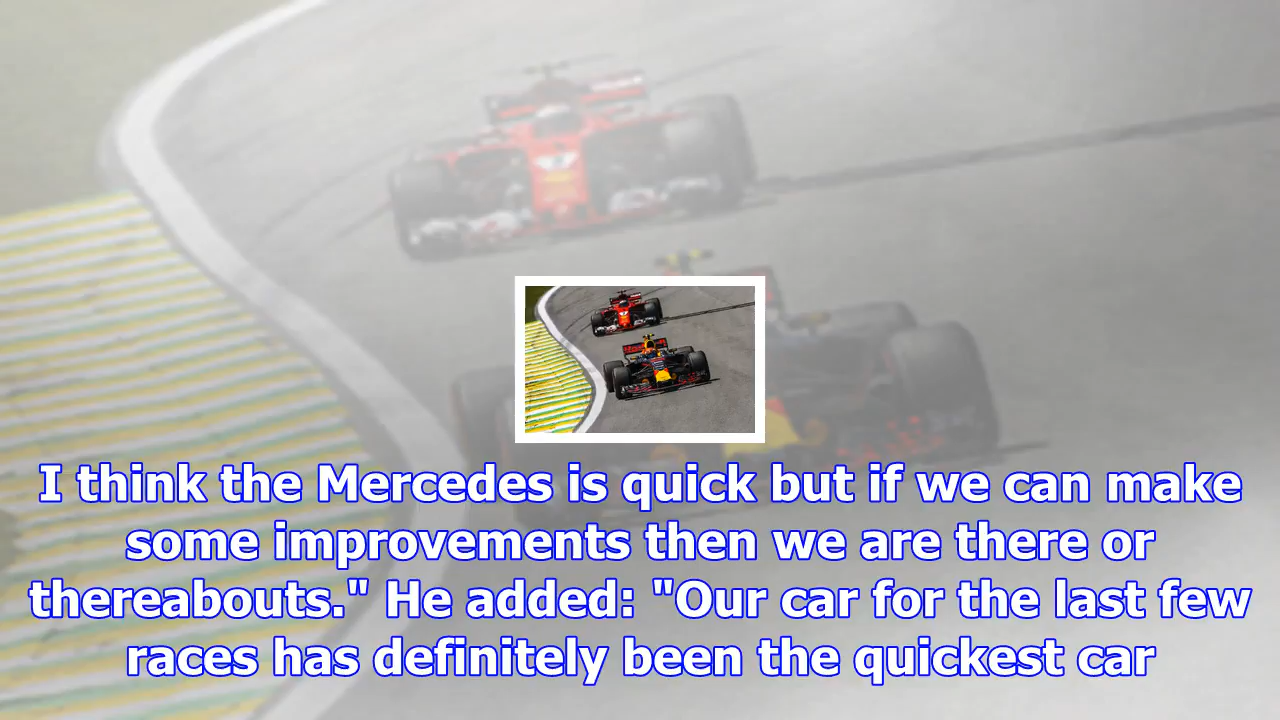 I think the Mercedes is quick but if we can make
some improvements then we are there or
thereabouts." He added: "Our car for the last few
races has definitely been the quickest car